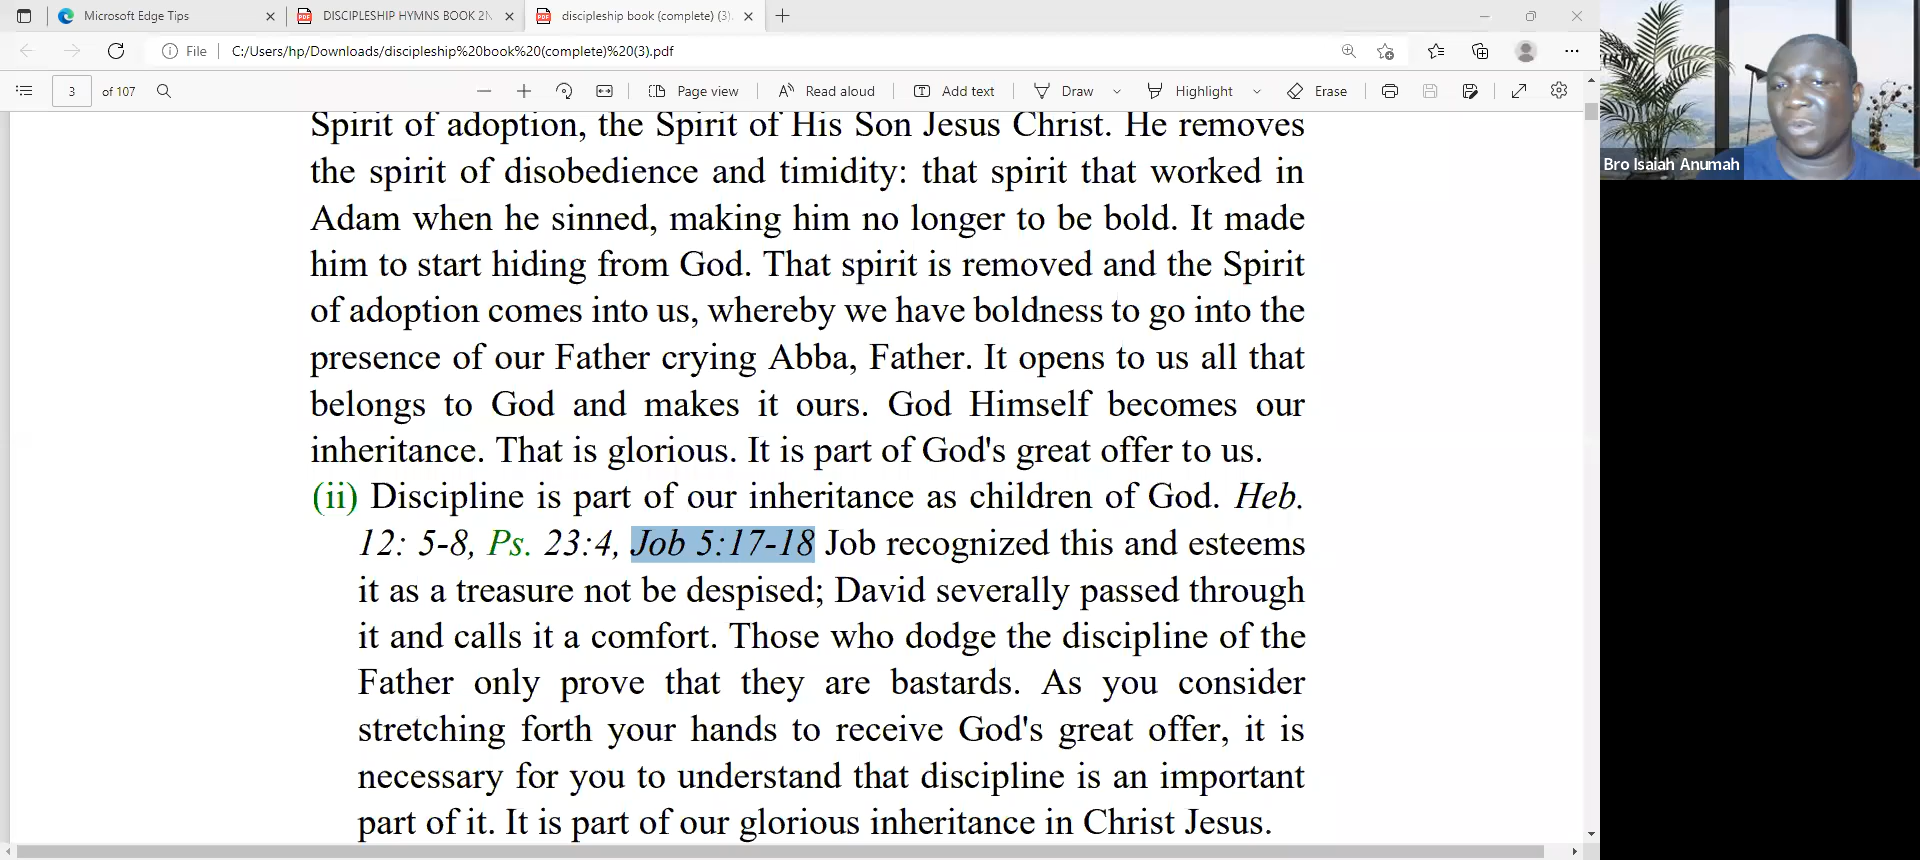 Microsoft Edge Tips
DISCIPLESHIP HYMNS BOOK 2N
discipleship book (complete) (3).
File
C:/Users/hp/Downloads/discipleship%20book%20(complete)%20(3).pdf
3 of 107
Page view
Read aloud
Add text
Draw
Highlight
Erase
Bro Isaiah Anumah
Spirit of adoption, the Spirit of His Son Jesus Christ. He removes
the spirit of disobedience and timidity: that spirit that worked in
Adam when he sinned, making him no longer to be bold. It made
him to start hiding from God. That spirit is removed and the Spirit
of adoption comes into us, whereby we have boldness to go into the
presence of our Father crying Abba, Father. It opens to us all that
belongs to God and makes it ours. God Himself becomes our
inheritance. That is glorious. It is part of God's great offer to us.
(ii) Discipline is part of our inheritance as children of God. Heb.
12: 5-8, Ps. 23:4, Job 5:17-18 Job recognized this and esteems
it as a treasure not be despised; David severally passed through
it and calls it a comfort. Those who dodge the discipline of the
Father only prove that they are bastards. As you consider
stretching forth your hands to receive God's great offer, it is
necessary for you to understand that discipline is an important
part of it. It is part of our glorious inheritance in Christ Jesus.